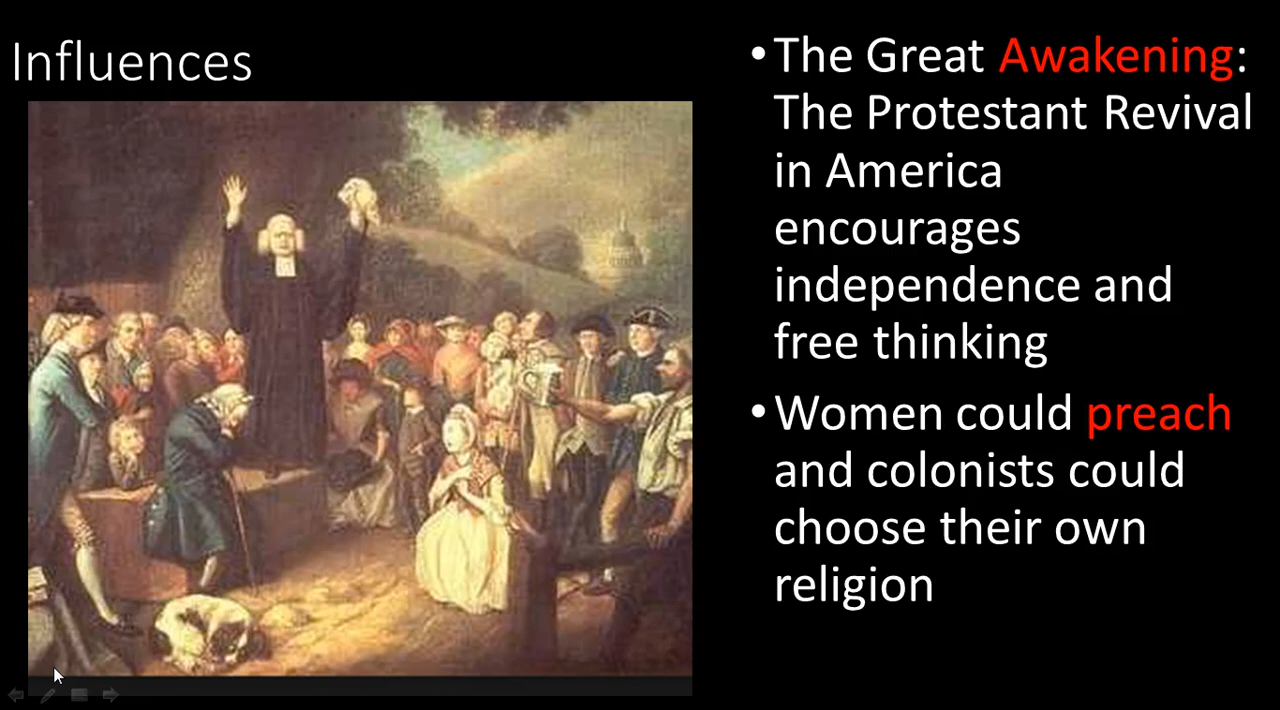 Influences
•The Great Awakening:
The Protestant Revival
in America
encourages
independence and
free thinking
•Women could preach
and colonists could
choose their own
religion